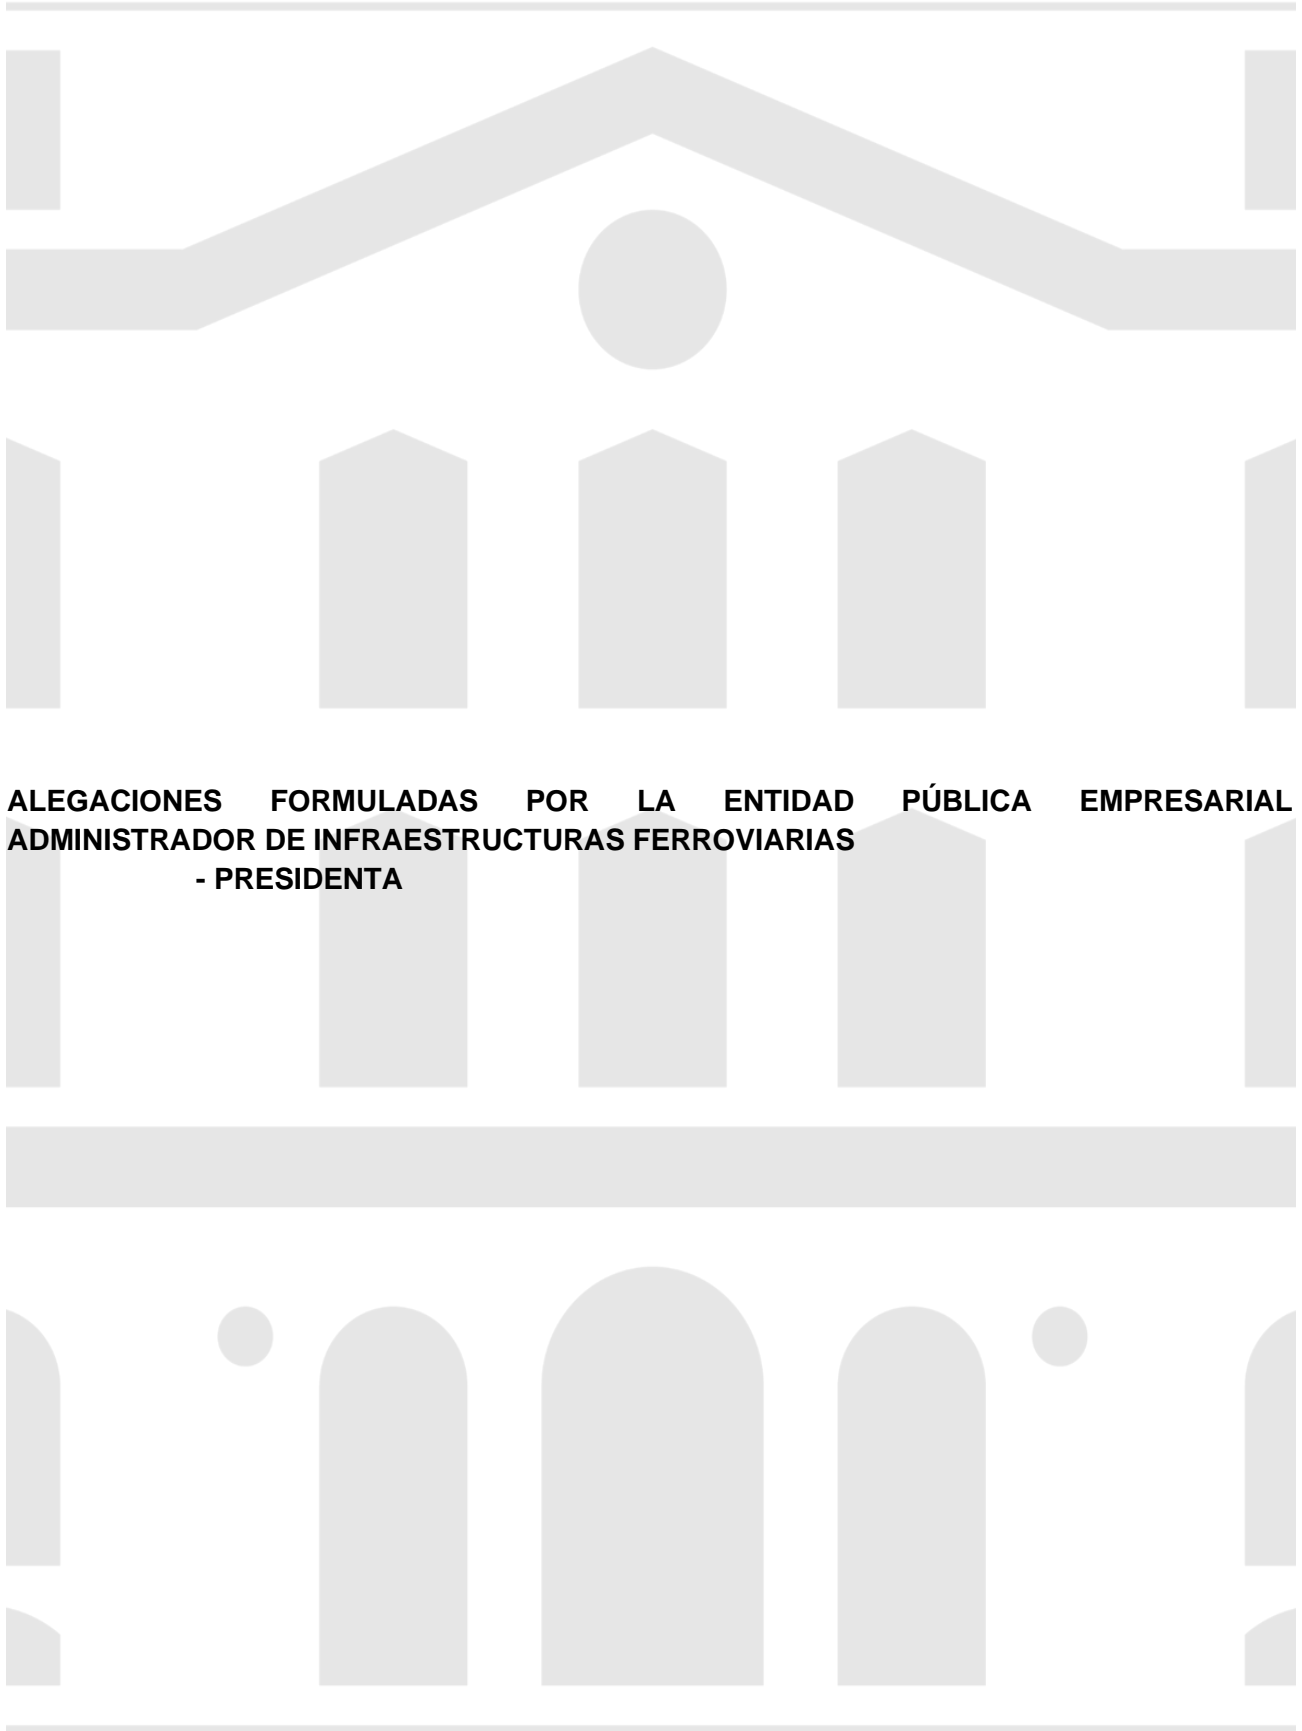 ALEGACIONES FORMULADAS POR LA ENTIDAD PÚBLICA EMPRESARIAL
ADMINISTRADOR DE INFRAESTRUCTURAS FERROVIARIAS
- PRESIDENTA